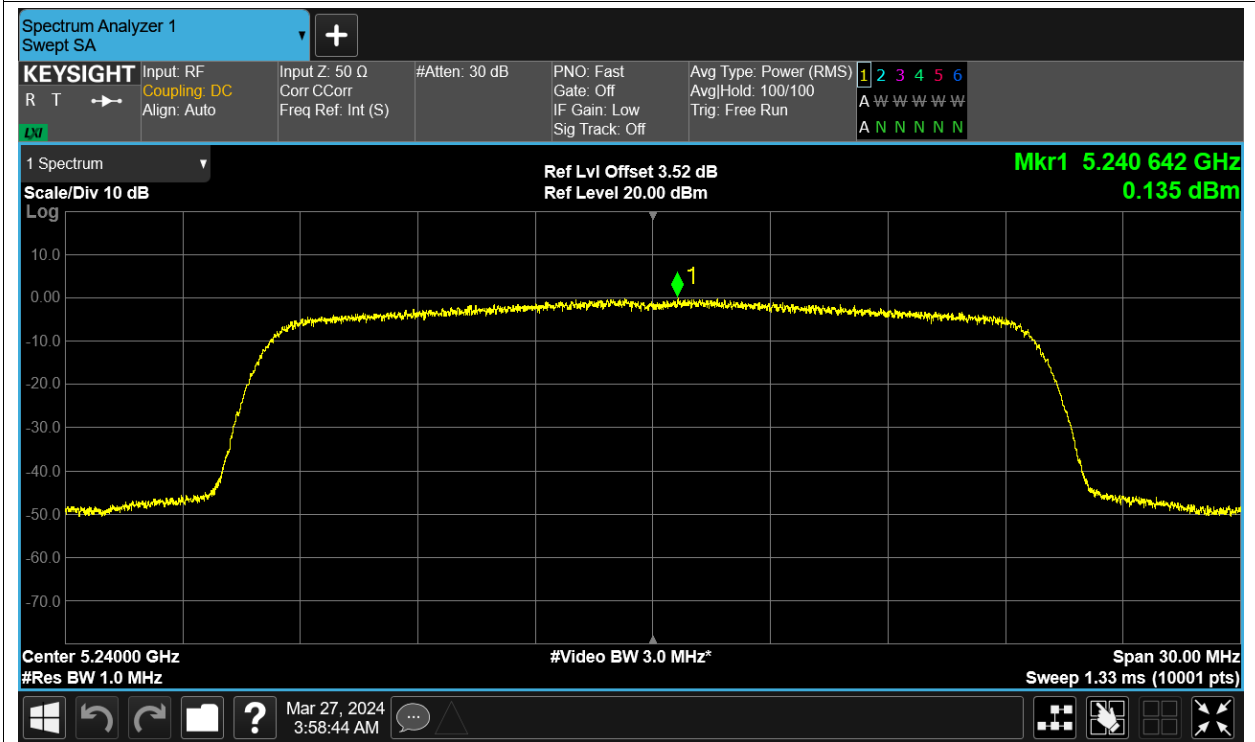 Spectrum Analyzer 1
Swept SA
+
KEYSIGHT
R T
LXI
Input: RF
Coupling: DC
Align: Auto
Input Z: 50 Ω
Corr CCorr
Freq Ref: Int (S)
#Atten: 30 dB
PNO: Fast
Gate: Off
IF Gain: Low
Sig Track: Off
Avg Type: Power (RMS)
Avg|Hold: 100/100
Trig: Free Run
1 2 3 4 5 6
A W W W W W
A N N N N N
1 Spectrum
Scale/Div 10 dB
Log
Ref Lvl Offset 3.52 dB
Ref Level 20.00 dBm
Mkr1 5.240 642 GHz
0.135 dBm
1
10.0
0.00
-10.0
-20.0
-30.0
-40.0
-50.0
-60.0
-70.0
Center 5.24000 GHz
#Res BW 1.0 MHz
#Video BW 3.0 MHz*
Span 30.00 MHz
Sweep 1.33 ms (10001 pts)
?
Mar 27, 2024
3:58:44 AM